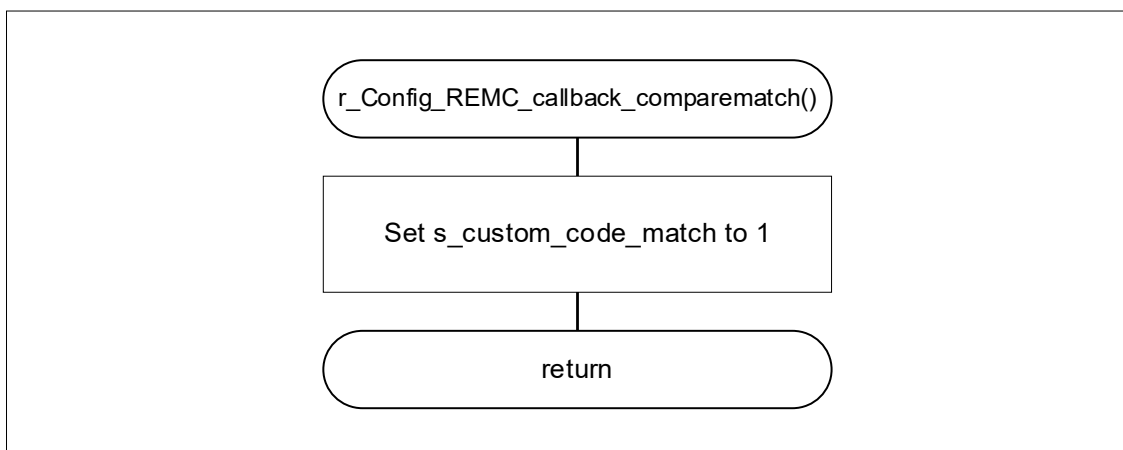 r_Config_REMC_callback_comparematch()
Set s_custom_code_match to 1
return